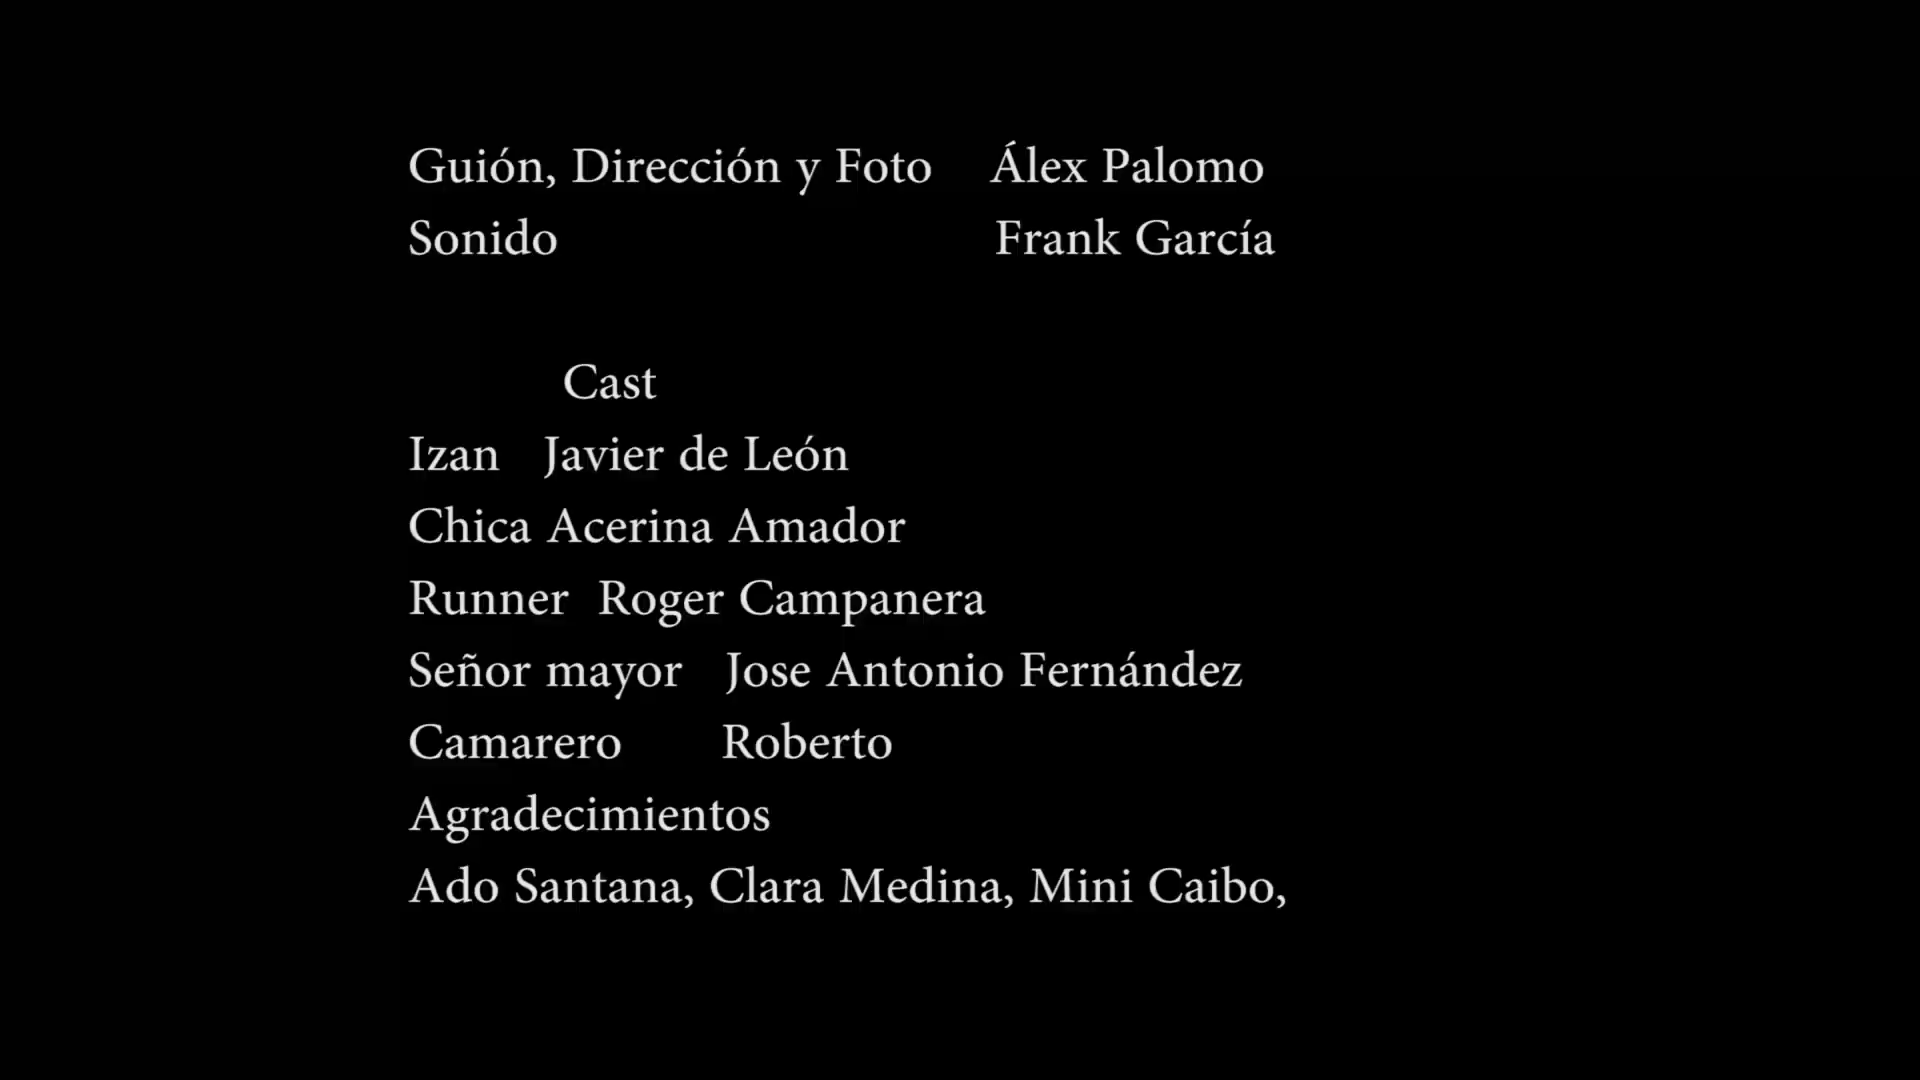 Guión, Dirección y Foto Álex Palomo
Sonido Frank García
Cast
Izan Javier de León
Chica Acerina Amador
Runner Roger Campanera
Señor mayor Jose Antonio Fernández
Camarero Roberto
Agradecimientos
Ado Santana, Clara Medina, Mini Caibo,